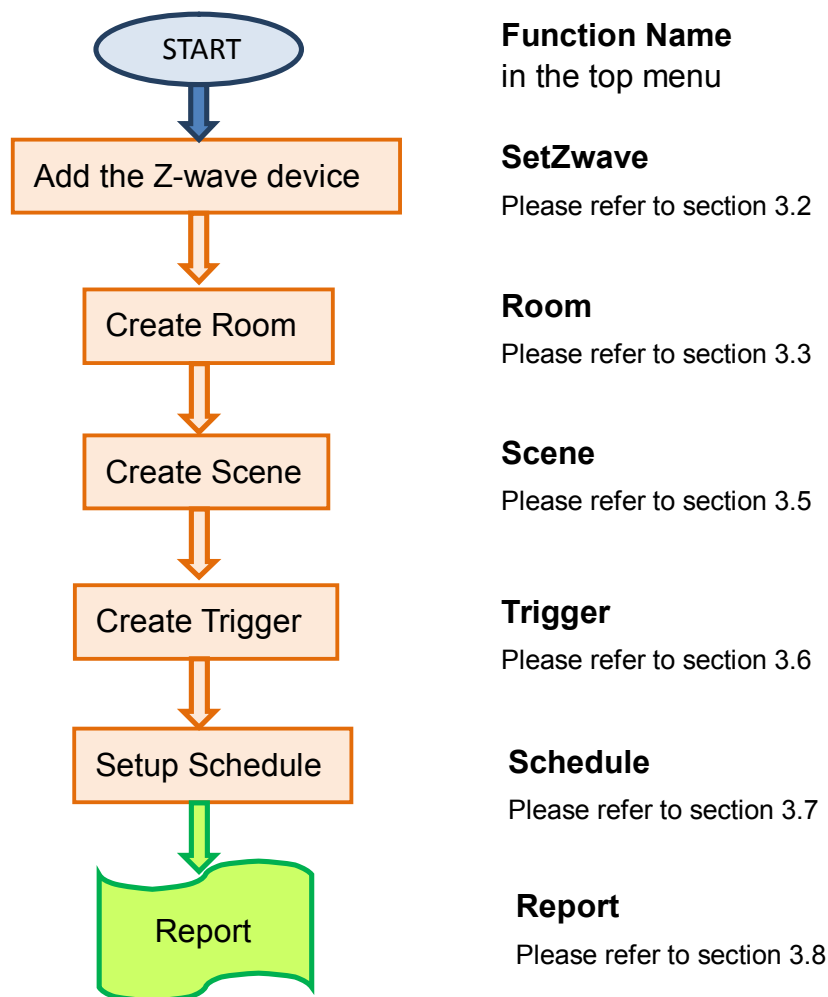 START
Function Name
in the top menu
Add the Z-wave device
SetZwave
Please refer to section 3.2
Create Room
Room
Please refer to section 3.3
Create Scene
Scene
Please refer to section 3.5
Create Trigger
Trigger
Please refer to section 3.6
Setup Schedule
Schedule
Please refer to section 3.7
Report
Report
Please refer to section 3.8